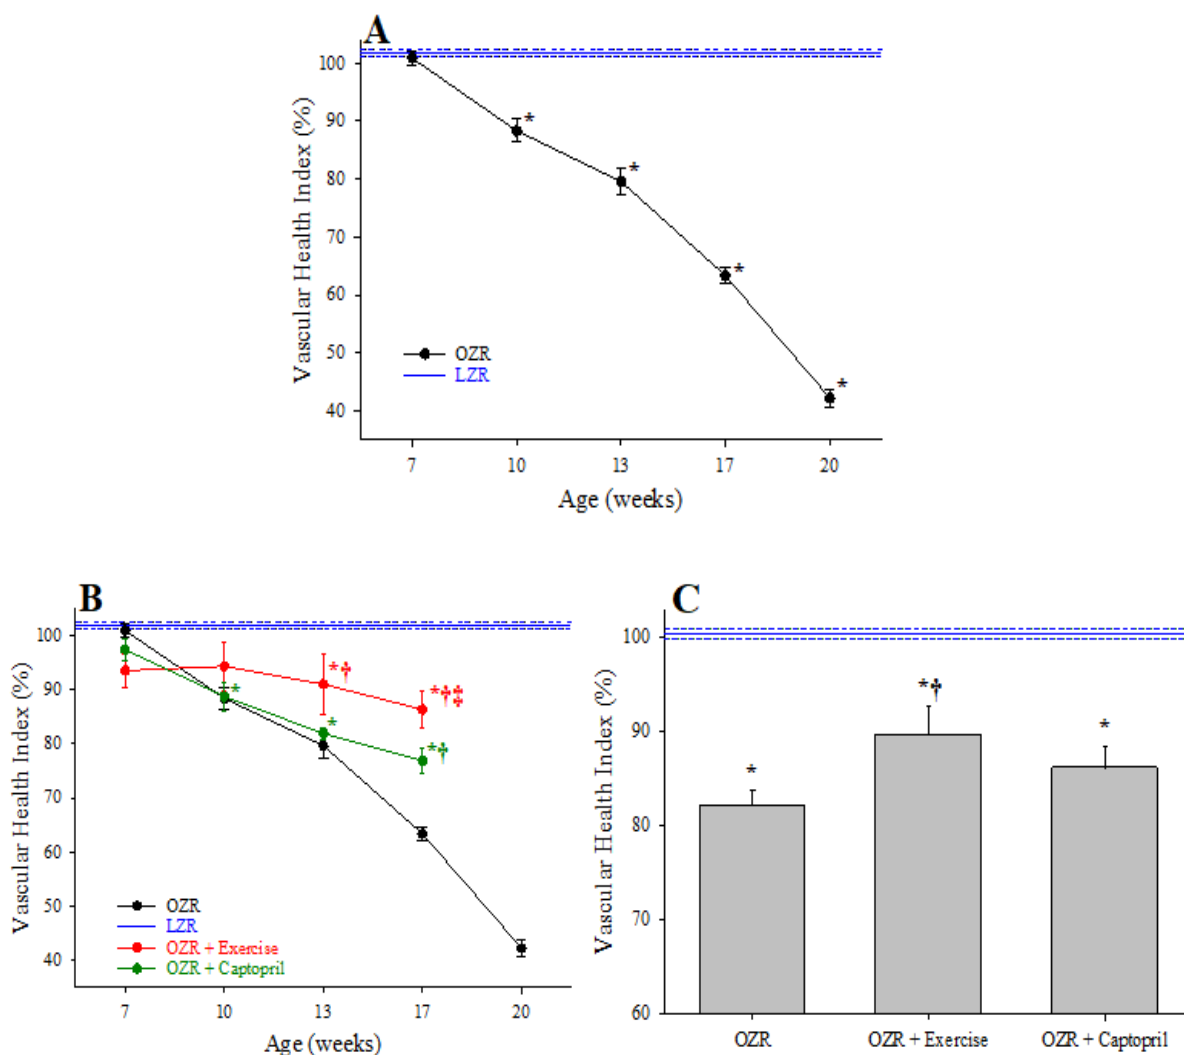 A
Vascular Health Index (%)
100
90
80
70
60
50
40
*
*
*
*
OZR
LZR
7 10 13 17 20
Age (weeks)
B
Vascular Health Index (%)
100
90
80
70
60
50
40
*
*
*†
*†‡
*†
OZR
LZR
OZR + Exercise
OZR + Captopril
7 10 13 17 20
Age (weeks)
C
Vascular Health Index (%)
100
90
80
70
60
*
*†
*
OZR OZR + Exercise OZR + Captopril